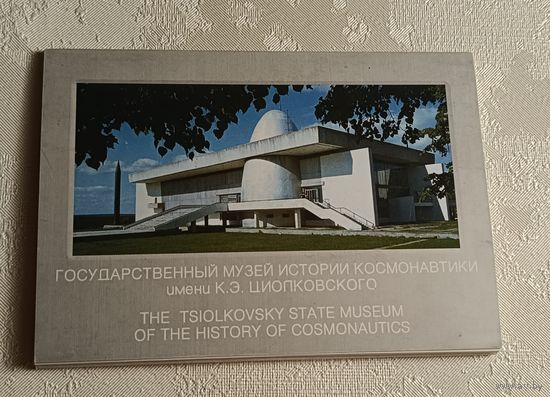 ГОСУДАРСТВЕННЫЙ МУЗЕЙ ИСТОРИИ КОСМОНАВТИКИ
имени К.Э. ЦИОЛКОВСКОГО
THE TSIOLKOVSKY STATE MUSEUM
OF THE HISTORY OF COSMONAUTICS